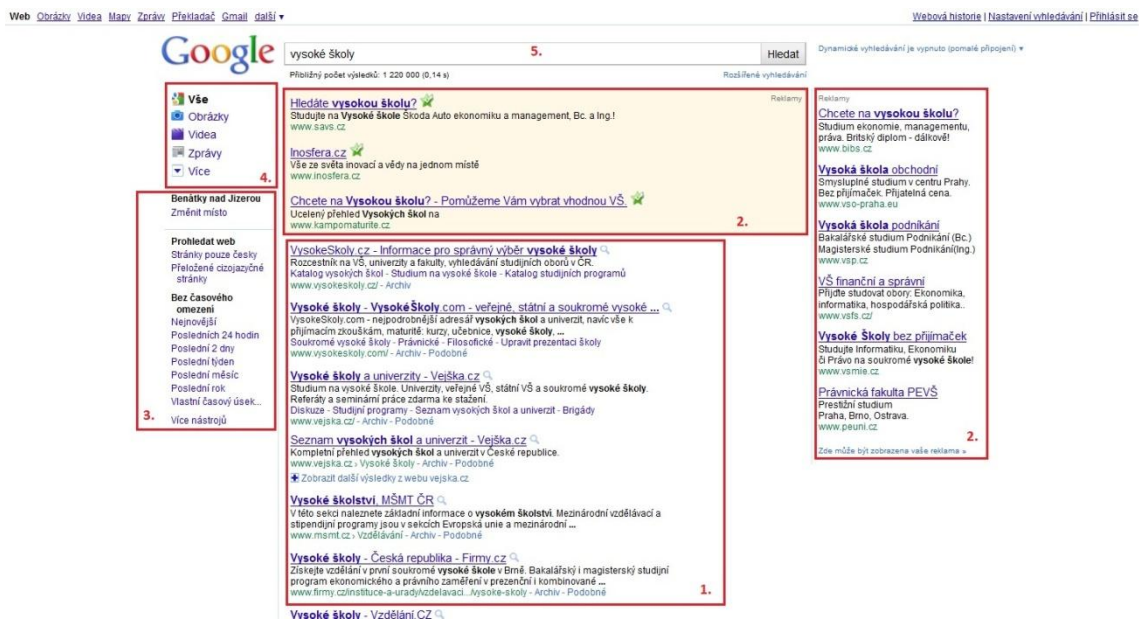 Web Obrázky Videa Mapy Zprávy Překladač Gmail další ▼
Webová historie | Nastavení vyhledávání | Přihlásit se
Google
vysoké školy
5.
Hledat
Dynamické vyhledávání je vypnuto (pomalé připojení) ▼
Přibližný počet výsledků: 1 220 000 (0,14 s)
Rozšířené vyhledávání
Vše
Obrázky
Videa
Zprávy
Více
4.
Benátky nad Jizerou
Změnit místo
Prohledat web
Stránky pouze česky
Přeložené cizojazyčné
stránky
Bez časového
omezení
Nejnovější
Posledních 24 hodin
Poslední 2 dny
Poslední týden
Poslední měsíc
Poslední rok
Vlastní časový úsek...
3.
Více nástrojů
Reklamy
Hledáte vysokou školu?
Studujte na Vysoké škole Škoda Auto ekonomiku a management, Bc. a Ing.!
www.savs.cz
Inosfera.cz
Vše ze světa inovací a vědy na jednom místě
www.inosfera.cz
Chcete na Vysokou školu? - Pomůžeme Vám vybrat vhodnou VŠ.
Ucelený přehled Vysokých škol na
www.kampomaturite.cz
2.
VysokeSkoly.cz - Informace pro správný výběr vysoké školy
Rozcestník na VŠ, univerzity a fakulty, vyhledávání studijních oborů v ČR.
Katalog vysokých škol - Studium na vysoké škole - Katalog studijních programů
www.vysokeskoly.cz/ - Archiv
Vysoké školy - VysokéŠkoly.com - veřejné, státní a soukromé vysoké ...
VysokeSkoly.com - nejpodrobnější adresář vysokých škol a univerzit, navíc vše k
přijímacím zkouškám, maturitě: kurzy, učebnice, vysoké školy, ...
Soukromé vysoké školy - Právnické - Filosofické - Upravit prezentaci školy
www.vysokeskoly.com/ - Archiv - Podobné
Vysoké školy a univerzity - Vejška.cz
Studium na vysoké škole. Univerzity, veřejné VŠ, státní VŠ a soukromé vysoké školy.
Referáty a seminární práce zdarma ke stažení.
Diskuze - Studijní programy - Seznam vysokých škol a univerzit - Brigády
www.vejska.cz/ - Archiv - Podobné
Seznam vysokých škol a univerzit - Vejška.cz
Kompletní přehled vysokých škol a univerzit v České republice.
www.vejska.cz › Vysoké školy - Archiv - Podobné
Zobrazit další výsledky z webu vejska.cz
Vysoké školství, MŠMT ČR
V této sekci naleznete základní informace o vysokém školství. Mezinárodní vzdělávací a
stipendijní programy jsou v sekcích Evropská unie a mezinárodní ...
www.msmt.cz › Vzdělávání - Archiv - Podobné
Vysoké školy - Česká republika - Firmy.cz
Získejte vzdělání v první soukromé vysoké škole v Brně. Bakalářský i magisterský studijní
program ekonomického a právního zaměření v prezenční i kombinované ...
www.firmy.cz/instituce-a-urady/vzdelavaci.../vysoke-skoly - Archiv - Podobné
1.
Vysoké školy - Vzdělání.CZ
Reklamy
Chcete na vysokou školu?
Studium ekonomie, managementu,
práva. Britský diplom - dálkově!
www.bibs.cz
Vysoká škola obchodní
Smysluplné studium v centru Prahy.
Bez přijímaček. Přijatelná cena.
www.vso-praha.eu
Vysoká škola podníkání
Bakalářské studium Podnikání (Bc.)
Magisterské studium Podnikání(Ing.)
www.vsp.cz
VŠ finanční a správní
Přijďte studovat obory: Ekonomika,
informatika, hospodářská politika..
www.vsfs.cz/
Vysoké Školy bez přijímaček
Studujte Informatiku, Ekonomiku
či Právo na soukromé vysoké škole!
www.vsmie.cz
Právnická fakulta PEVŠ
Prestižní studium
Praha, Brno, Ostrava.
www.peuni.cz
2.
Zde může být zobrazena vaše reklama »